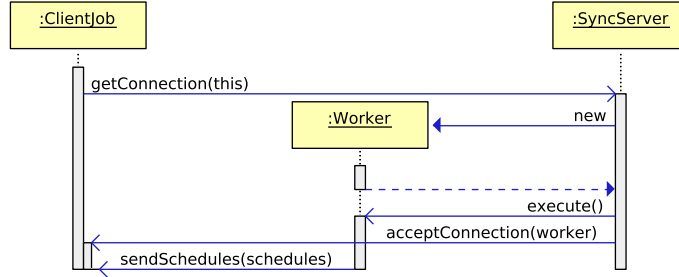 :ClientJob
:SyncServer
getConnection(this)
:Worker
new
execute()
acceptConnection(worker)
sendSchedules(schedules)